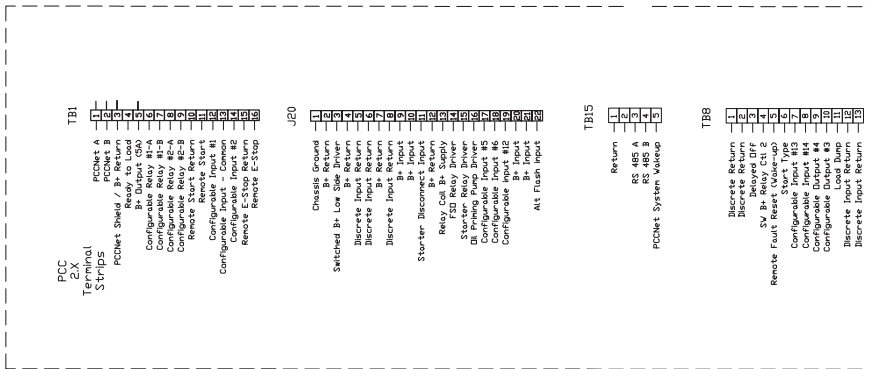 PCC
2.X
Terminal
Strips
TB1
PCCNet A 1
PCCNet B 2
PCCNet Shield / B+ Return 3
Ready to Load 4
B+ Output (5A) 5
Configurable Relay #1-A 6
Configurable Relay #1-B 7
Configurable Relay #2-A 8
Configurable Relay #2-B 9
Remote Start Return 10
Remote Start 11
Configurable Input #1 12
Configurable Input -Common 13
Configurable Input #2 14
Remote E-Stop Return 15
Remote E-Stop 16
J20
Chassis Ground 1
B+ Return 2
Switched B+ Low Side Driver 3
B+ Return 4
Discrete Input Return 5
Discrete Input Return 6
B+ Return 7
Discrete Input Return 8
B+ Input 9
B+ Input 10
Starter Disconnect Input 11
B+ Return 12
Relay Coil B+ Supply 13
FSO Relay Driver 14
Starter Relay Driver 15
Oil Priming Pump Driver 16
Configurable Input #5 17
Configurable Input #6 18
Configurable Input #12 19
B+ Input 20
B+ Input 21
Alt Flash Input 22
TB15
Return 1
2
RS 485 A 3
RS 485 B 4
PCCNet System Wakeup 5
TB8
Discrete Return 1
Discrete Return 2
Delayed Off 3
SW B+ Relay Ctl 2 4
Remote Fault Reset (Wake-up) 5
Start Type 6
Configurable Input #13 7
Configurable Input #14 8
Configurable Output #4 9
Configurable Output #3 10
Load Dump 11
Discrete Input Return 12
Discrete Input Return 13